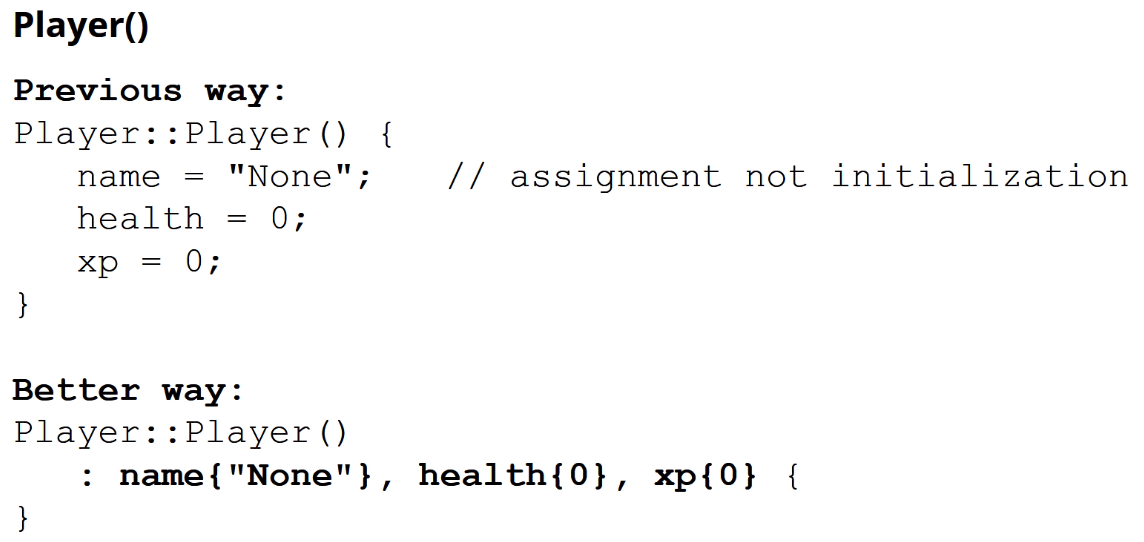 Player()
Previous way:
Player::Player() {
name = "None";    // assignment not initialization
health = 0;
xp = 0;
}
Better way:
Player::Player()
: name{"None"}, health{0}, xp{0} {
}